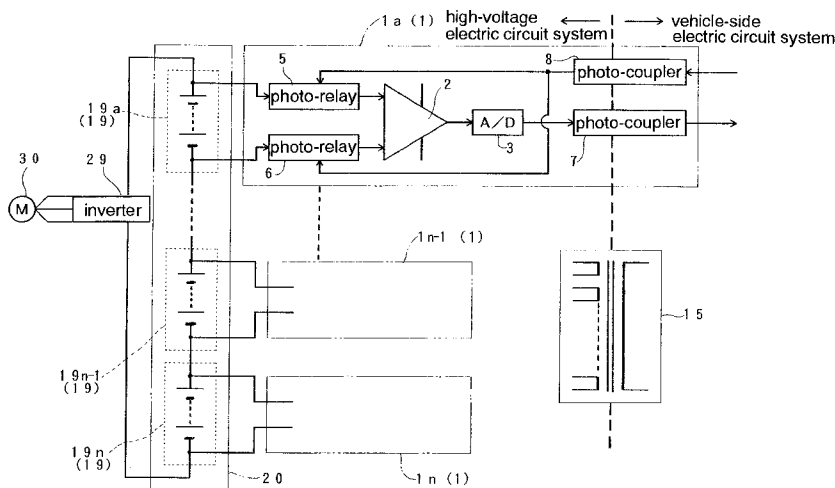 1a (1)
high-voltage
electric circuit system
vehicle-side
electric circuit system
8
photo-coupler
5
photo-relay
2
19a
(19)
A/D
photo-coupler
photo-relay
3
7
6
30
29
M
inverter
1n-1 (1)
15
19n-1
(19)
19n
(19)
20
1n (1)